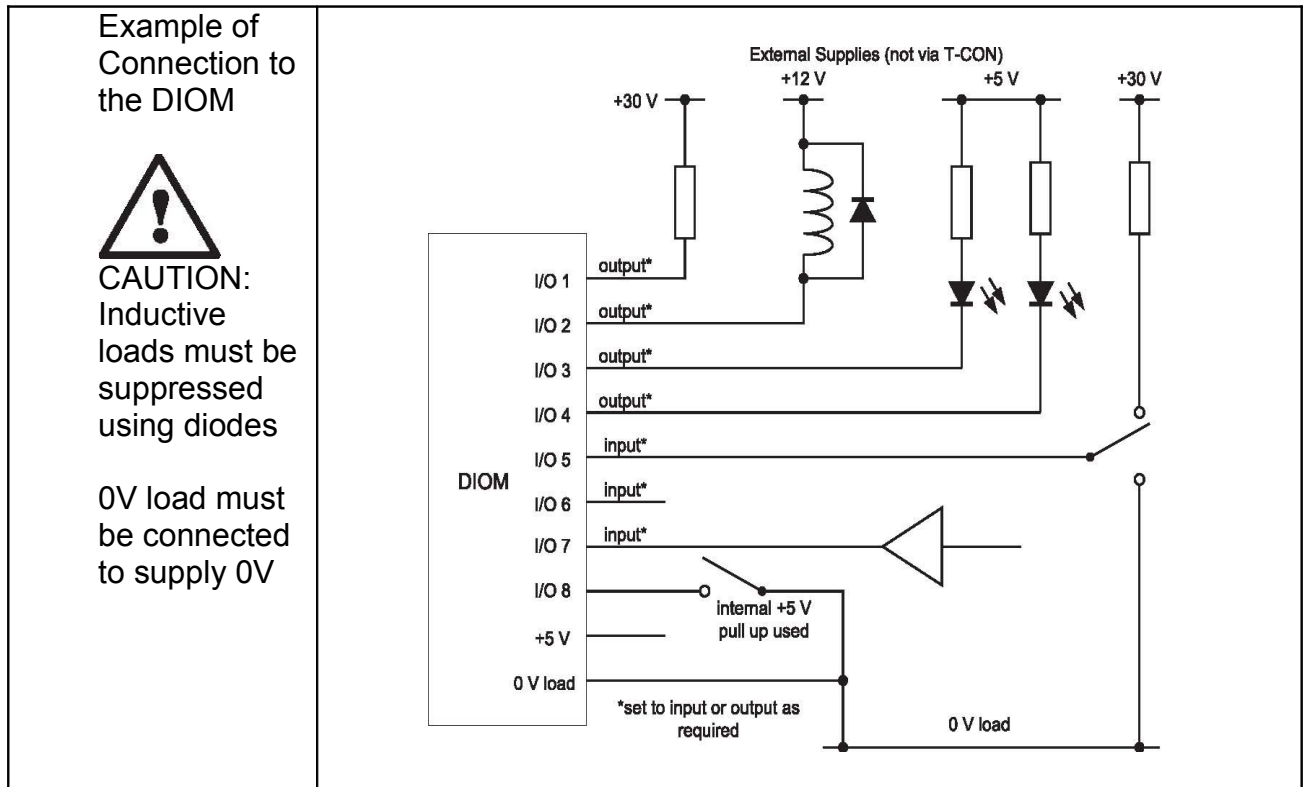 Example of
Connection to
the DIOM
!
CAUTION:
Inductive
loads must be
suppressed
using diodes
0V load must
be connected
to supply 0V
External Supplies (not via T-CON)
+30 V
+12 V
+5 V
+30 V
DIOM
I/O 1
output*
I/O 2
output*
I/O 3
output*
I/O 4
output*
I/O 5
input*
I/O 6
input*
I/O 7
input*
I/O 8
internal +5 V
pull up used
+5 V
0 V load
*set to input or output as
required
0 V load